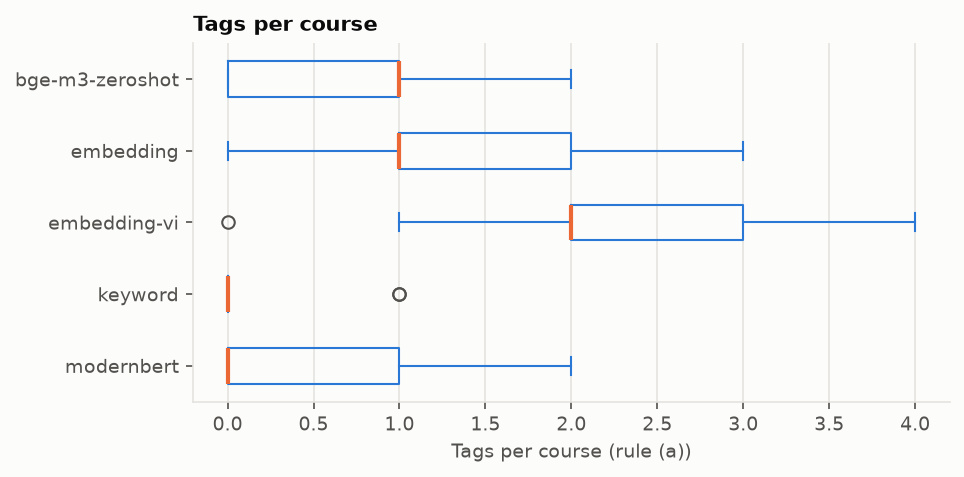 Tags per course
bge-m3-zeroshot
embedding
embedding-vi
keyword
modernbert
0.0 0.5 1.0 1.5 2.0 2.5 3.0 3.5 4.0
Tags per course (rule (a))